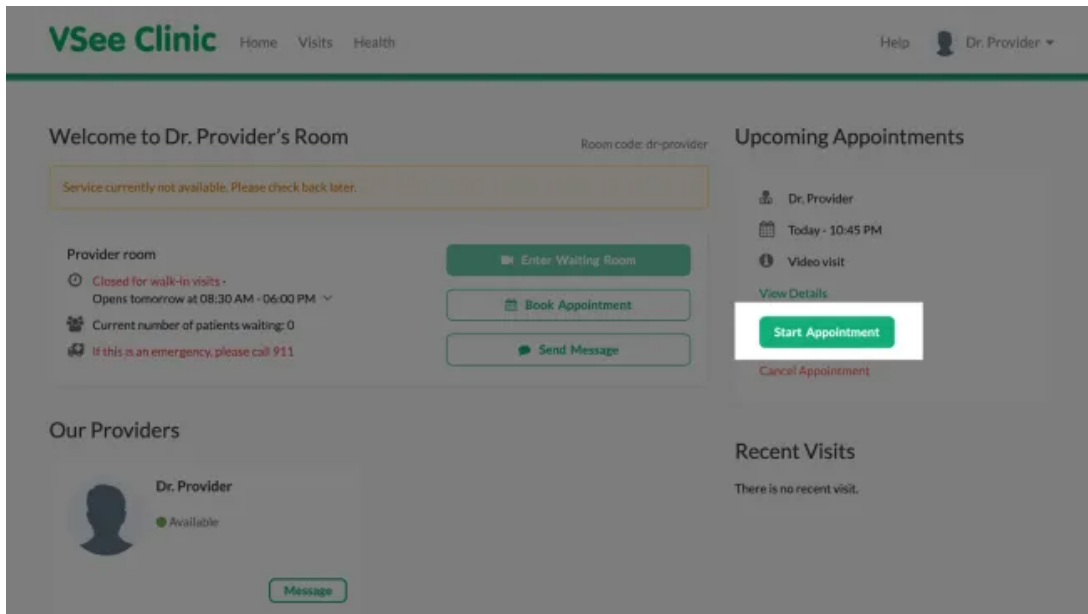 VSee Clinic Home Visits Health Help Dr. Provider
Welcome to Dr. Provider's Room
Room code: dr-provider
Service currently not available. Please check back later.
Provider room
Closed for walk-in visits -
Opens tomorrow at 08:30 AM - 06:00 PM
Current number of patients waiting: 0
If this is an emergency, please call 911
Enter Waiting Room
Book Appointment
Send Message
Our Providers
Dr. Provider
Available
Message
Upcoming Appointments
Dr. Provider
Today - 10:45 PM
Video visit
View Details
Start Appointment
Cancel Appointment
Recent Visits
There is no recent visit.